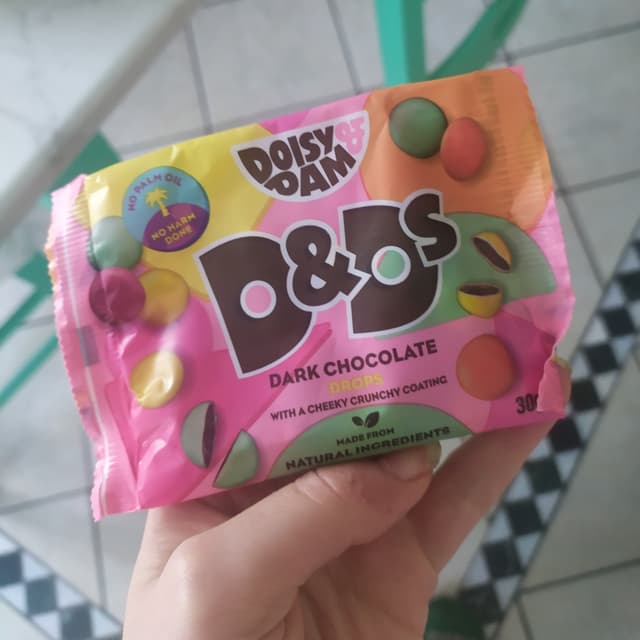 DOISY &
DAM
NO PALM OIL
NO HARM
DONE
D&Ds
DARK CHOCOLATE
DROPS
WITH A CHEEKY CRUNCHY COATING
MADE FROM
NATURAL INGREDIENTS